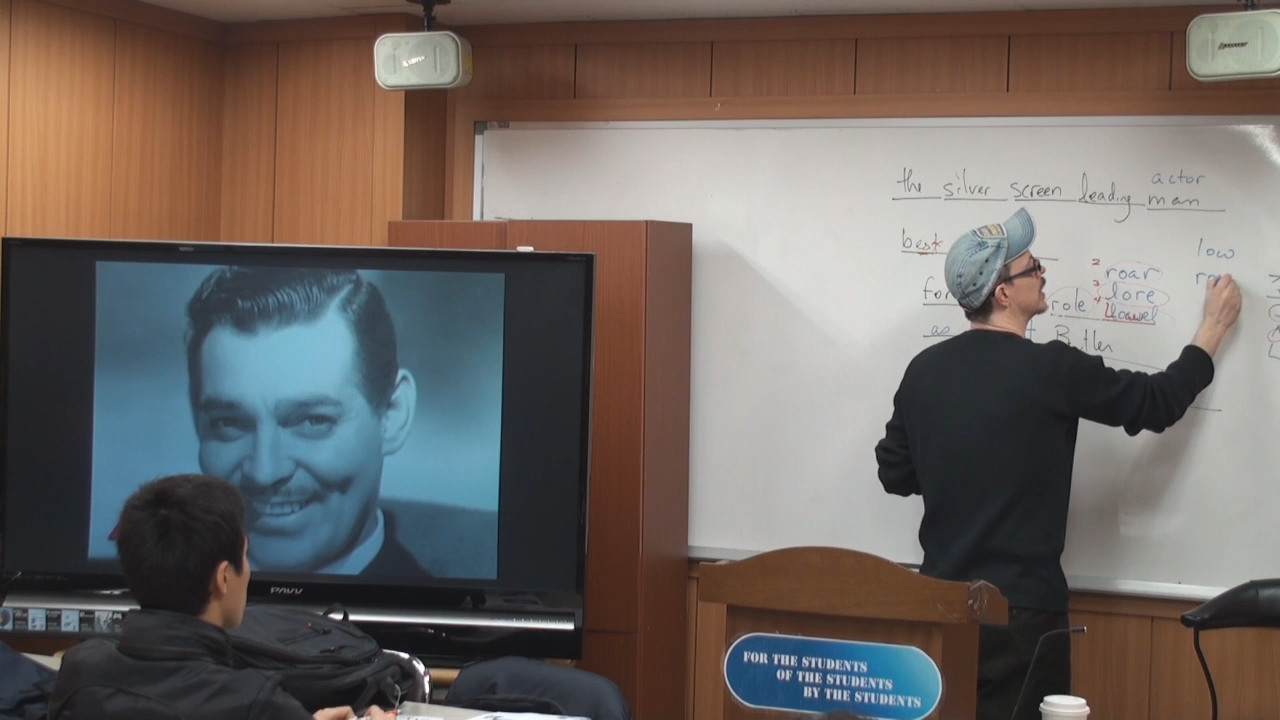 the silver screen leading actor man
best
low
roar
for
role lore
Lowel
as Butler
PAVV
FOR THE STUDENTS
OF THE STUDENTS
BY THE STUDENTS